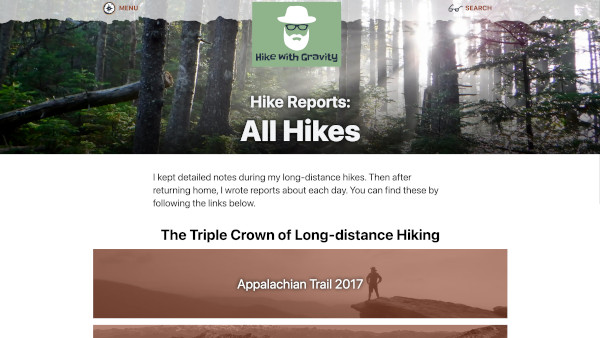 MENU
SEARCH
Hike with Gravity
Hike Reports:
All Hikes
I kept detailed notes during my long-distance hikes. Then after
returning home, I wrote reports about each day. You can find these by
following the links below.
The Triple Crown of Long-distance Hiking
Appalachian Trail 2017